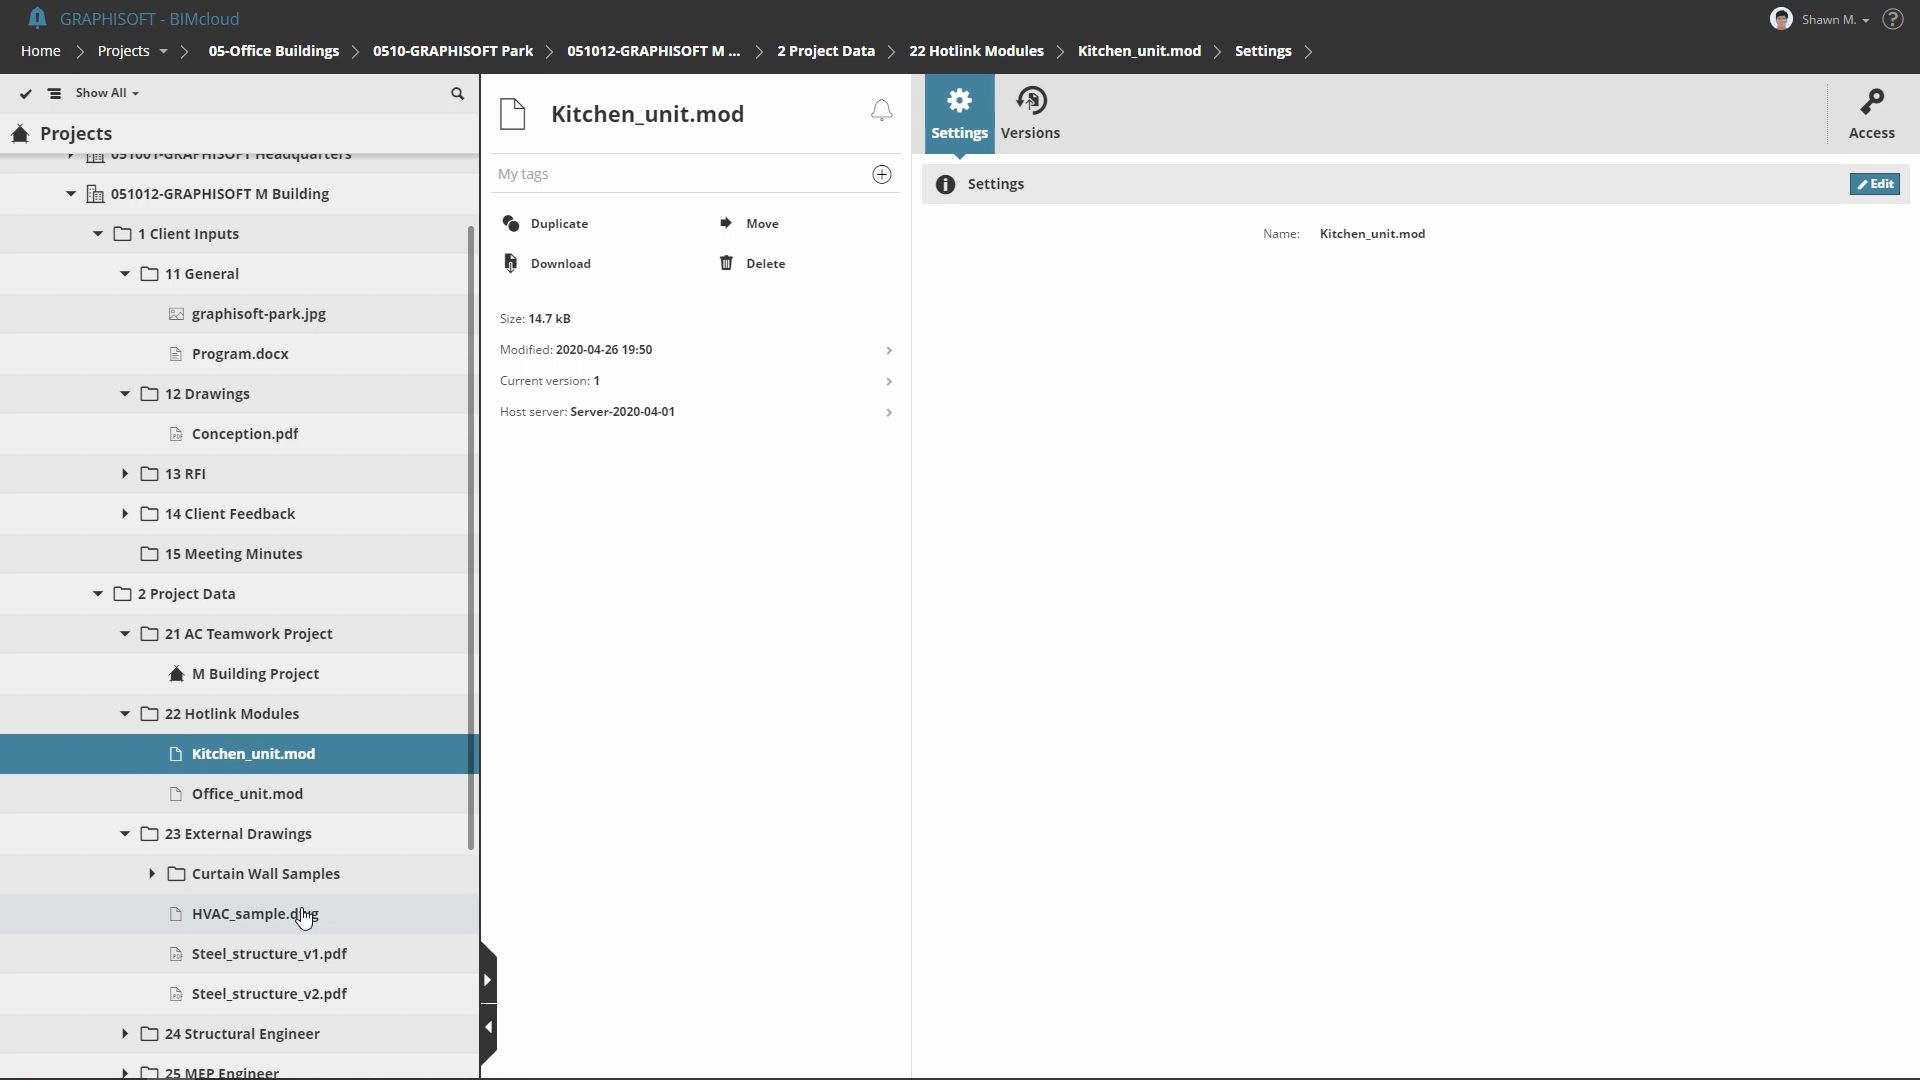 GRAPHISOFT - BIMcloud
Shawn M.
Home
Projects
05-Office Buildings
0510-GRAPHISOFT Park
051012-GRAPHISOFT M ...
2 Project Data
22 Hotlink Modules
Kitchen_unit.mod
Settings
Show All
Projects
051001-GRAPHISOFT Headquarters
051012-GRAPHISOFT M Building
1 Client Inputs
11 General
graphisoft-park.jpg
Program.docx
12 Drawings
Conception.pdf
13 RFI
14 Client Feedback
15 Meeting Minutes
2 Project Data
21 AC Teamwork Project
M Building Project
22 Hotlink Modules
Kitchen_unit.mod
Office_unit.mod
23 External Drawings
Curtain Wall Samples
HVAC_sample.dwg
Steel_structure_v1.pdf
Steel_structure_v2.pdf
24 Structural Engineer
25 MEP Engineer
Kitchen_unit.mod
My tags
Duplicate
Move
Download
Delete
Size: 14.7 kB
Modified: 2020-04-26 19:50
Current version: 1
Host server: Server-2020-04-01
Settings
Versions
Access
Settings
Edit
Name: Kitchen_unit.mod